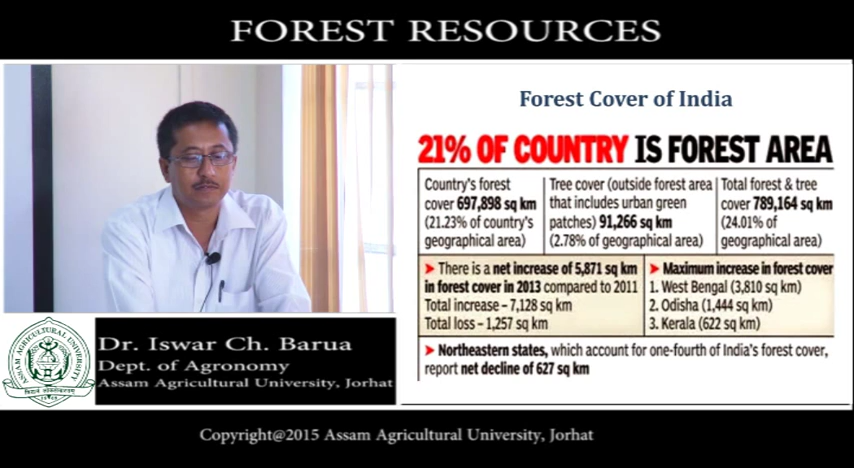 FOREST RESOURCES
Forest Cover of India
21% OF COUNTRY IS FOREST AREA
Country's forest
cover 697,898 sq km
(21.23% of country's
geographical area)
Tree cover (outside forest area
that includes urban green
patches) 91,266 sq km
(2.78% of geographical area)
Total forest & tree
cover 789,164 sq km
(24.01% of
geographical area)
➤ There is a net increase of 5,871 sq km
in forest cover in 2013 compared to 2011
Total increase – 7,128 sq km
Total loss – 1,257 sq km
➤ Maximum increase in forest cover
1. West Bengal (3,810 sq km)
2. Odisha (1,444 sq km)
3. Kerala (622 sq km)
➤ Northeastern states, which account for one-fourth of India's forest cover,
report net decline of 627 sq km
ASSAM AGRICULTURAL UNIVERSITY
Dr. Iswar Ch. Barua
Dept. of Agronomy
Assam Agricultural University, Jorhat
Copyright@2015 Assam Agricultural University, Jorhat